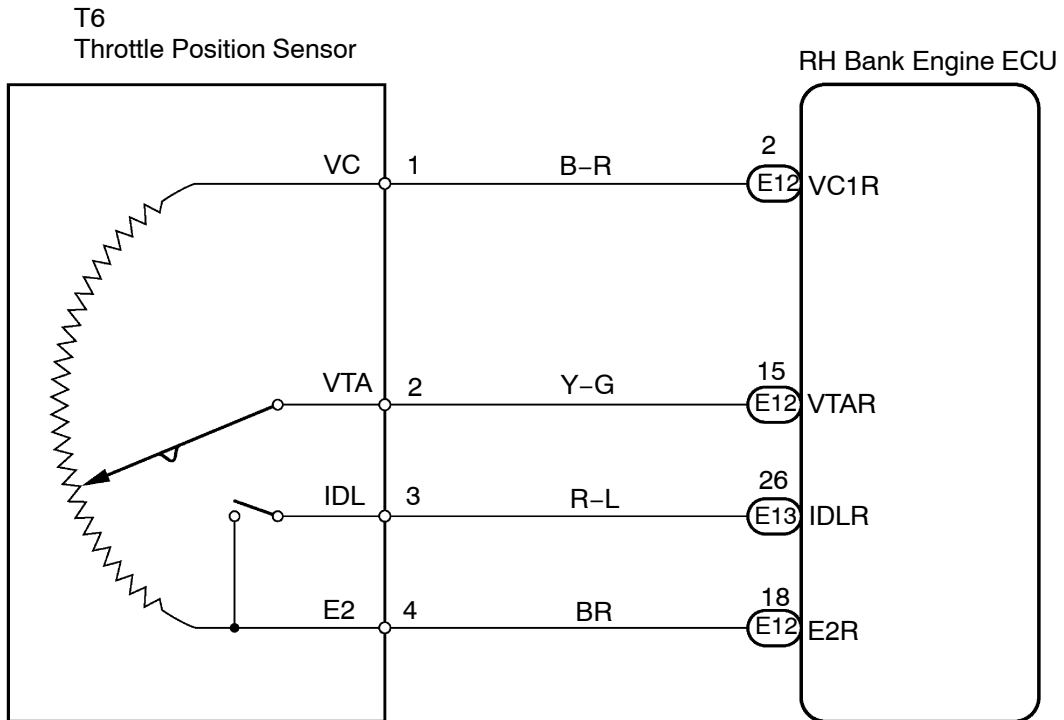 T6
Throttle Position Sensor
RH Bank Engine ECU
VC 1 B–R 2 E12 VC1R
VTA 2 Y–G 15 E12 VTAR
IDL 3 R–L 26 E13 IDLR
E2 4 BR 18 E12 E2R